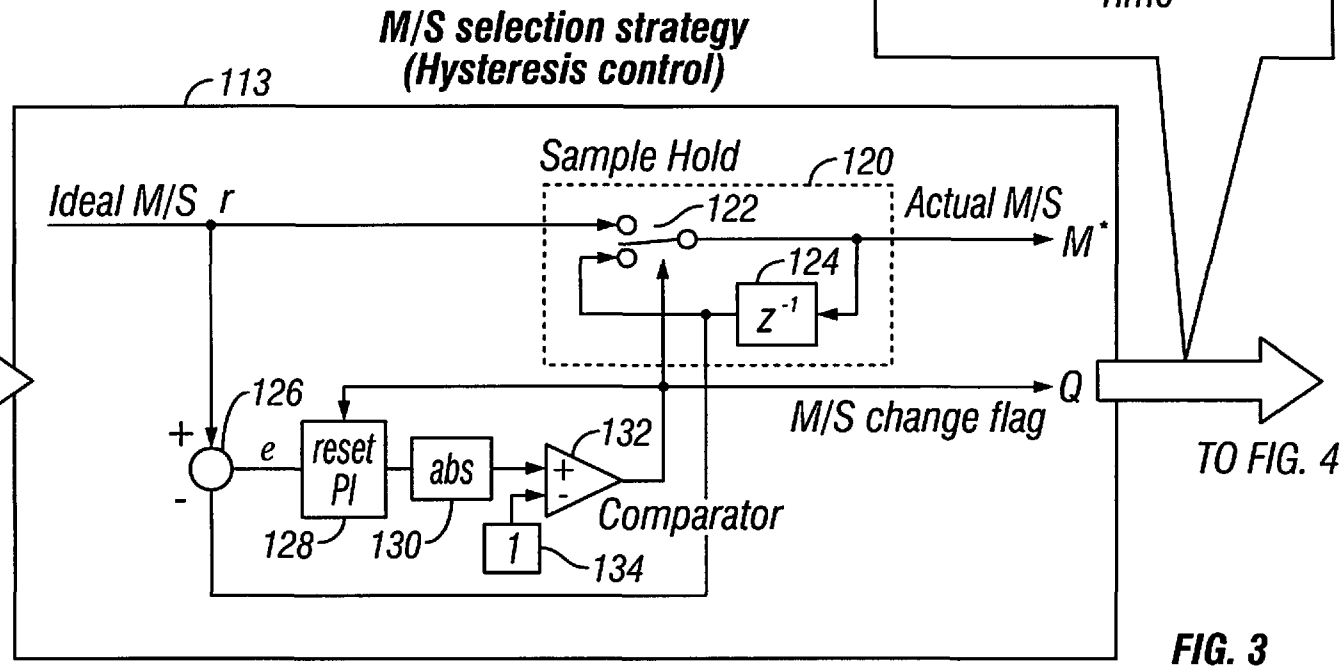 Time
M/S selection strategy
(Hysteresis control)
113
Sample Hold
120
Ideal M/S r
122
Actual M/S
M*
124
z⁻¹
126
Q
M/S change flag
+
-
e
reset
PI
abs
+
-
132
Comparator
TO FIG. 4
128
130
1
134
FIG. 3